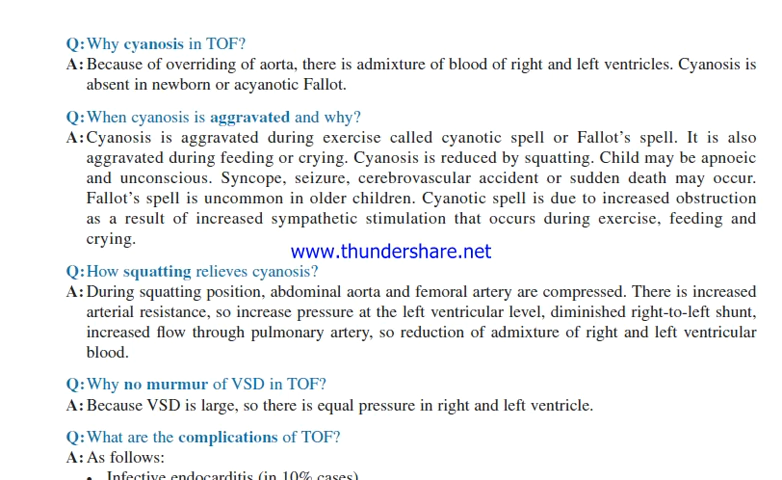 Q: Why cyanosis in TOF?
A: Because of overriding of aorta, there is admixture of blood of right and left ventricles. Cyanosis is
absent in newborn or acyanotic Fallot.
Q: When cyanosis is aggravated and why?
A: Cyanosis is aggravated during exercise called cyanotic spell or Fallot’s spell. It is also
aggravated during feeding or crying. Cyanosis is reduced by squatting. Child may be apnoeic
and unconscious. Syncope, seizure, cerebrovascular accident or sudden death may occur.
Fallot’s spell is uncommon in older children. Cyanotic spell is due to increased obstruction
as a result of increased sympathetic stimulation that occurs during exercise, feeding and
crying.
www.thundershare.net
Q: How squatting relieves cyanosis?
A: During squatting position, abdominal aorta and femoral artery are compressed. There is increased
arterial resistance, so increase pressure at the left ventricular level, diminished right-to-left shunt,
increased flow through pulmonary artery, so reduction of admixture of right and left ventricular
blood.
Q: Why no murmur of VSD in TOF?
A: Because VSD is large, so there is equal pressure in right and left ventricle.
Q: What are the complications of TOF?
A: As follows:
• Infective endocarditis (in 10% cases)